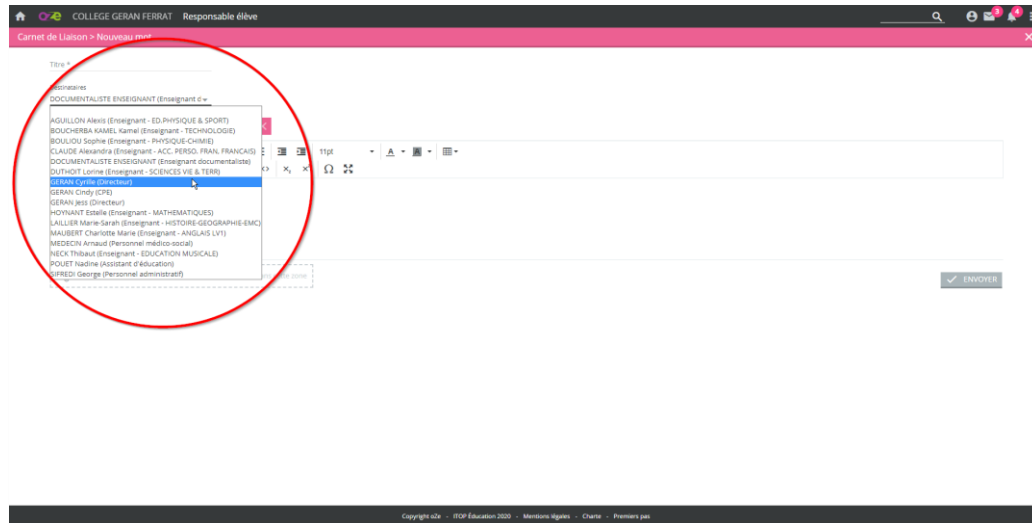 oZe COLLEGE GERAN FERRAT Responsable élève
3 4
Carnet de Liaison > Nouveau mot
Titre *
Destinataires
DOCUMENTALISTE ENSEIGNANT (Enseignant d
AGUILLON Alexis (Enseignant - ED.PHYSIQUE & SPORT)
BOUCHERBA KAMEL Kamel (Enseignant - TECHNOLOGIE)
BOULIOU Sophie (Enseignant - PHYSIQUE-CHIMIE)
CLAUDE Alexandra (Enseignant - ACC. PERSO. FRAN, FRANCAIS)
11pt A A
DOCUMENTALISTE ENSEIGNANT (Enseignant documentaliste)
DUTHOIT Lorine (Enseignant - SCIENCES VIE & TERR)
<> x, x Ω
GERAN Cyrille (Directeur)
GERAN Cindy (CPE)
GERAN Jess (Directeur)
HOYNANT Estelle (Enseignant - MATHEMATIQUES)
LAILLIER Marie-Sarah (Enseignant - HISTOIRE-GEOGRAPHIE-EMC)
MAUBERT Charlotte Marie (Enseignant - ANGLAIS LV1)
MEDECIN Arnaud (Personnel médico-social)
NECK Thibaut (Enseignant - EDUCATION MUSICALE)
POUET Nadine (Assistant d'éducation)
SIFREDI George (Personnel administratif)
zone
ENVOYER
Copyright oZe - ITOP Éducation 2020 - Mentions légales - Charte - Premiers pas